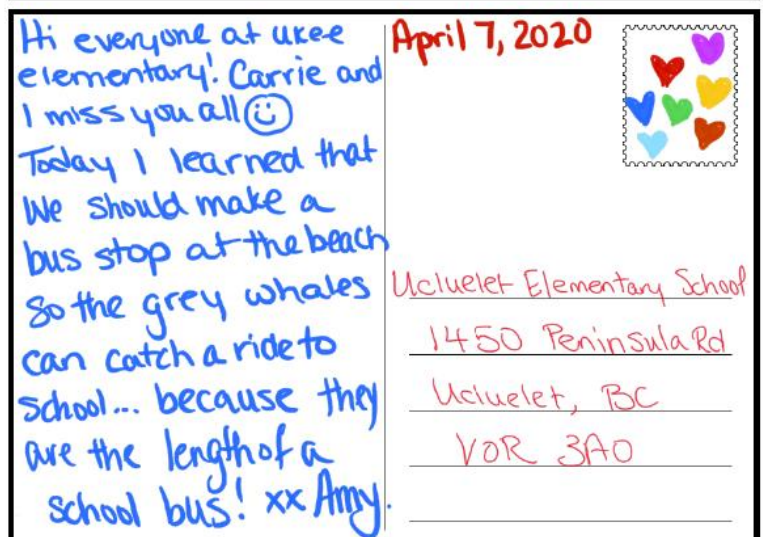 Hi everyone at ukee
elementary! Carrie and
I miss you all
Today I learned that
we should make a
bus stop at the beach
so the grey whales
can catch a ride to
school... because they
are the length of a
school bus! xx Amy.
April 7, 2020
Ucluelet Elementary School
1450 Peninsula Rd
Ucluelet, BC
V0R 3A0